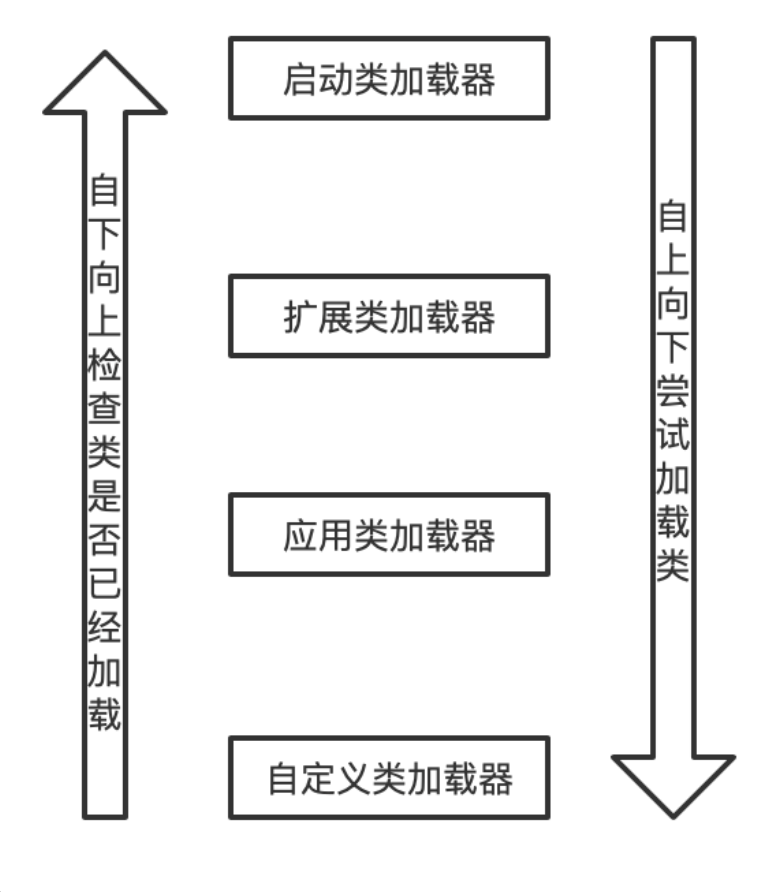 启动类加载器
自下向上检查类是否已经加载
自上向下尝试加载类
扩展类加载器
应用类加载器
自定义类加载器